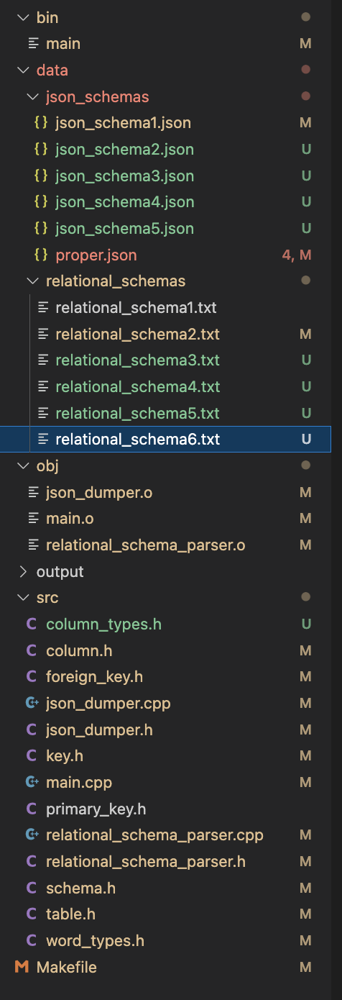 bin
main M
data
json_schemas
{} json_schema1.json M
{} json_schema2.json U
{} json_schema3.json U
{} json_schema4.json U
{} json_schema5.json U
{} proper.json 4, M
relational_schemas
relational_schema1.txt
relational_schema2.txt M
relational_schema3.txt U
relational_schema4.txt U
relational_schema5.txt U
relational_schema6.txt U
obj
json_dumper.o M
main.o M
relational_schema_parser.o M
output
src
C column_types.h U
C column.h M
C foreign_key.h M
C+ json_dumper.cpp M
C json_dumper.h M
C key.h M
C+ main.cpp M
C primary_key.h
C+ relational_schema_parser.cpp M
C relational_schema_parser.h M
C schema.h M
C table.h M
C word_types.h M
M Makefile M